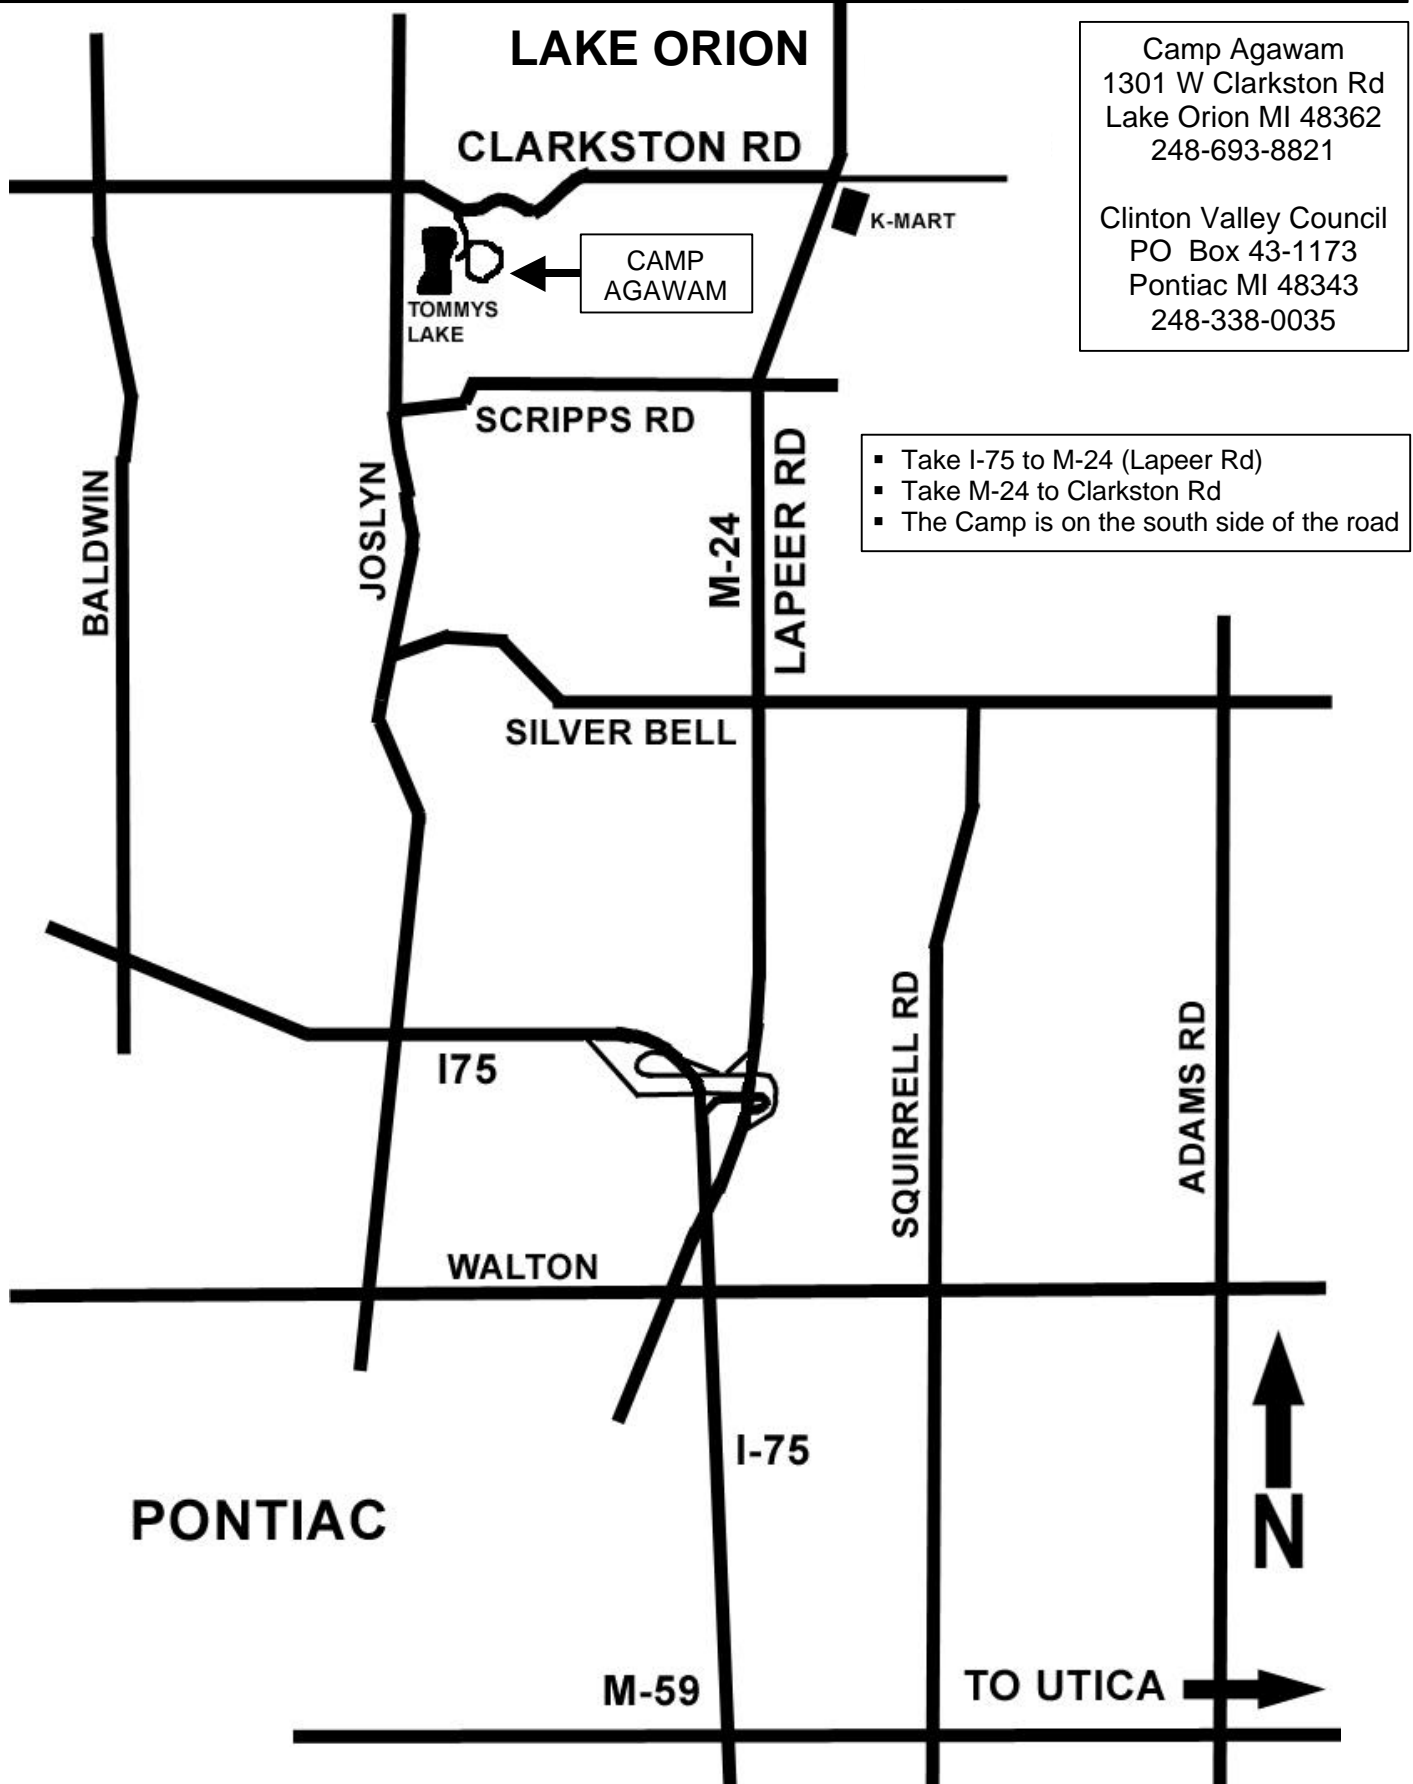 LAKE ORION
Camp Agawam
1301 W Clarkston Rd
Lake Orion MI 48362
248-693-8821
Clinton Valley Council
PO Box 43-1173
Pontiac MI 48343
248-338-0035
CLARKSTON RD
K-MART
CAMP
AGAWAM
TOMMYS
LAKE
SCRIPPS RD
▪ Take I-75 to M-24 (Lapeer Rd)
▪ Take M-24 to Clarkston Rd
▪ The Camp is on the south side of the road
BALDWIN
JOSLYN
M-24
LAPEER RD
SILVER BELL
I75
SQUIRRELL RD
ADAMS RD
WALTON
I-75
PONTIAC
N
M-59
TO UTICA